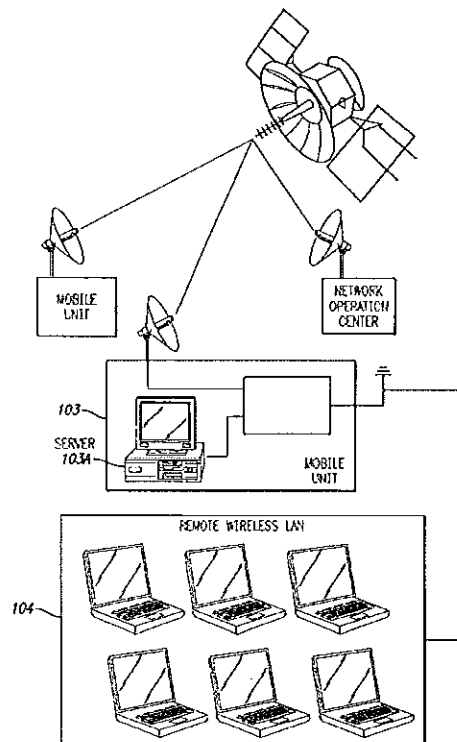 MOBILE
UNIT
NETWORK
OPERATION
CENTER
103
SERVER
103A
MOBILE
UNIT
REMOTE WIRELESS LAN
104